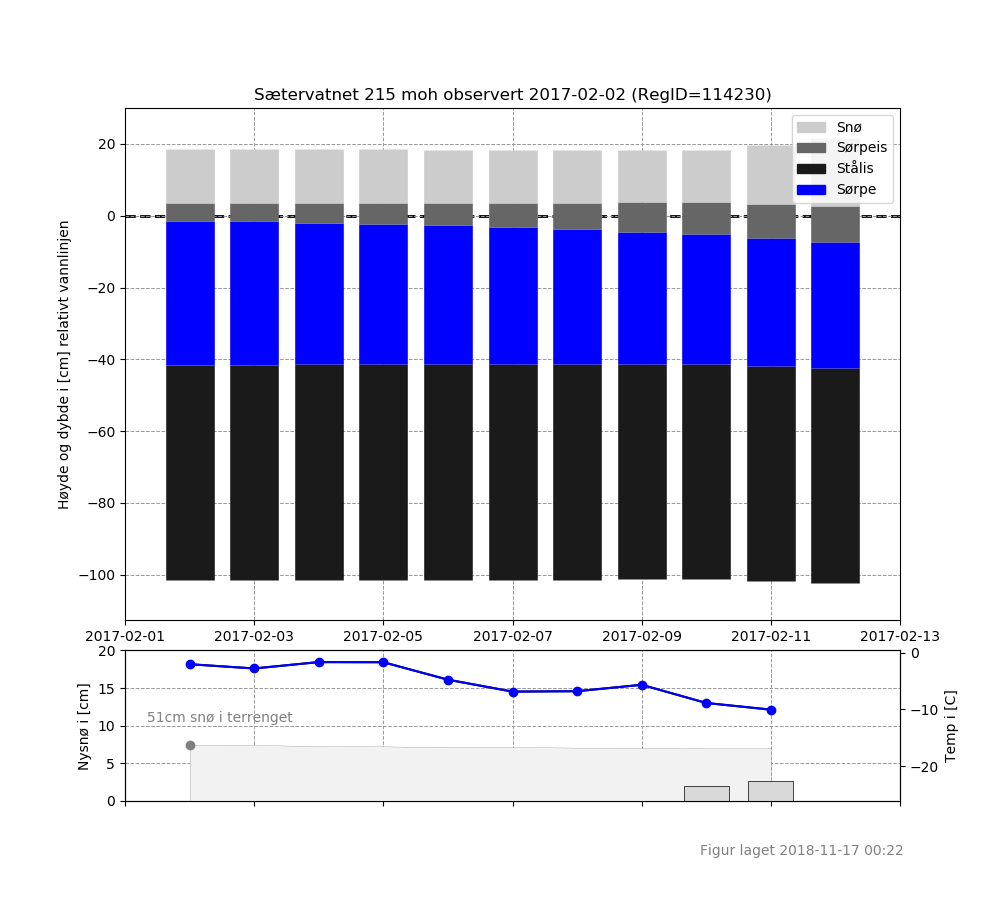 Sætervatnet 215 moh observert 2017-02-02 (RegID=114230)
Høyde og dybde i [cm] relativt vannlinjen
20
0
−20
−40
−60
−80
−100
Snø
Sørpeis
Stålis
Sørpe
2017-02-01 2017-02-03 2017-02-05 2017-02-07 2017-02-09 2017-02-11 2017-02-13
Nysnø i [cm]
20
15
10
5
0
51cm snø i terrenget
0
−10
−20
Temp i [C]
Figur laget 2018-11-17 00:22